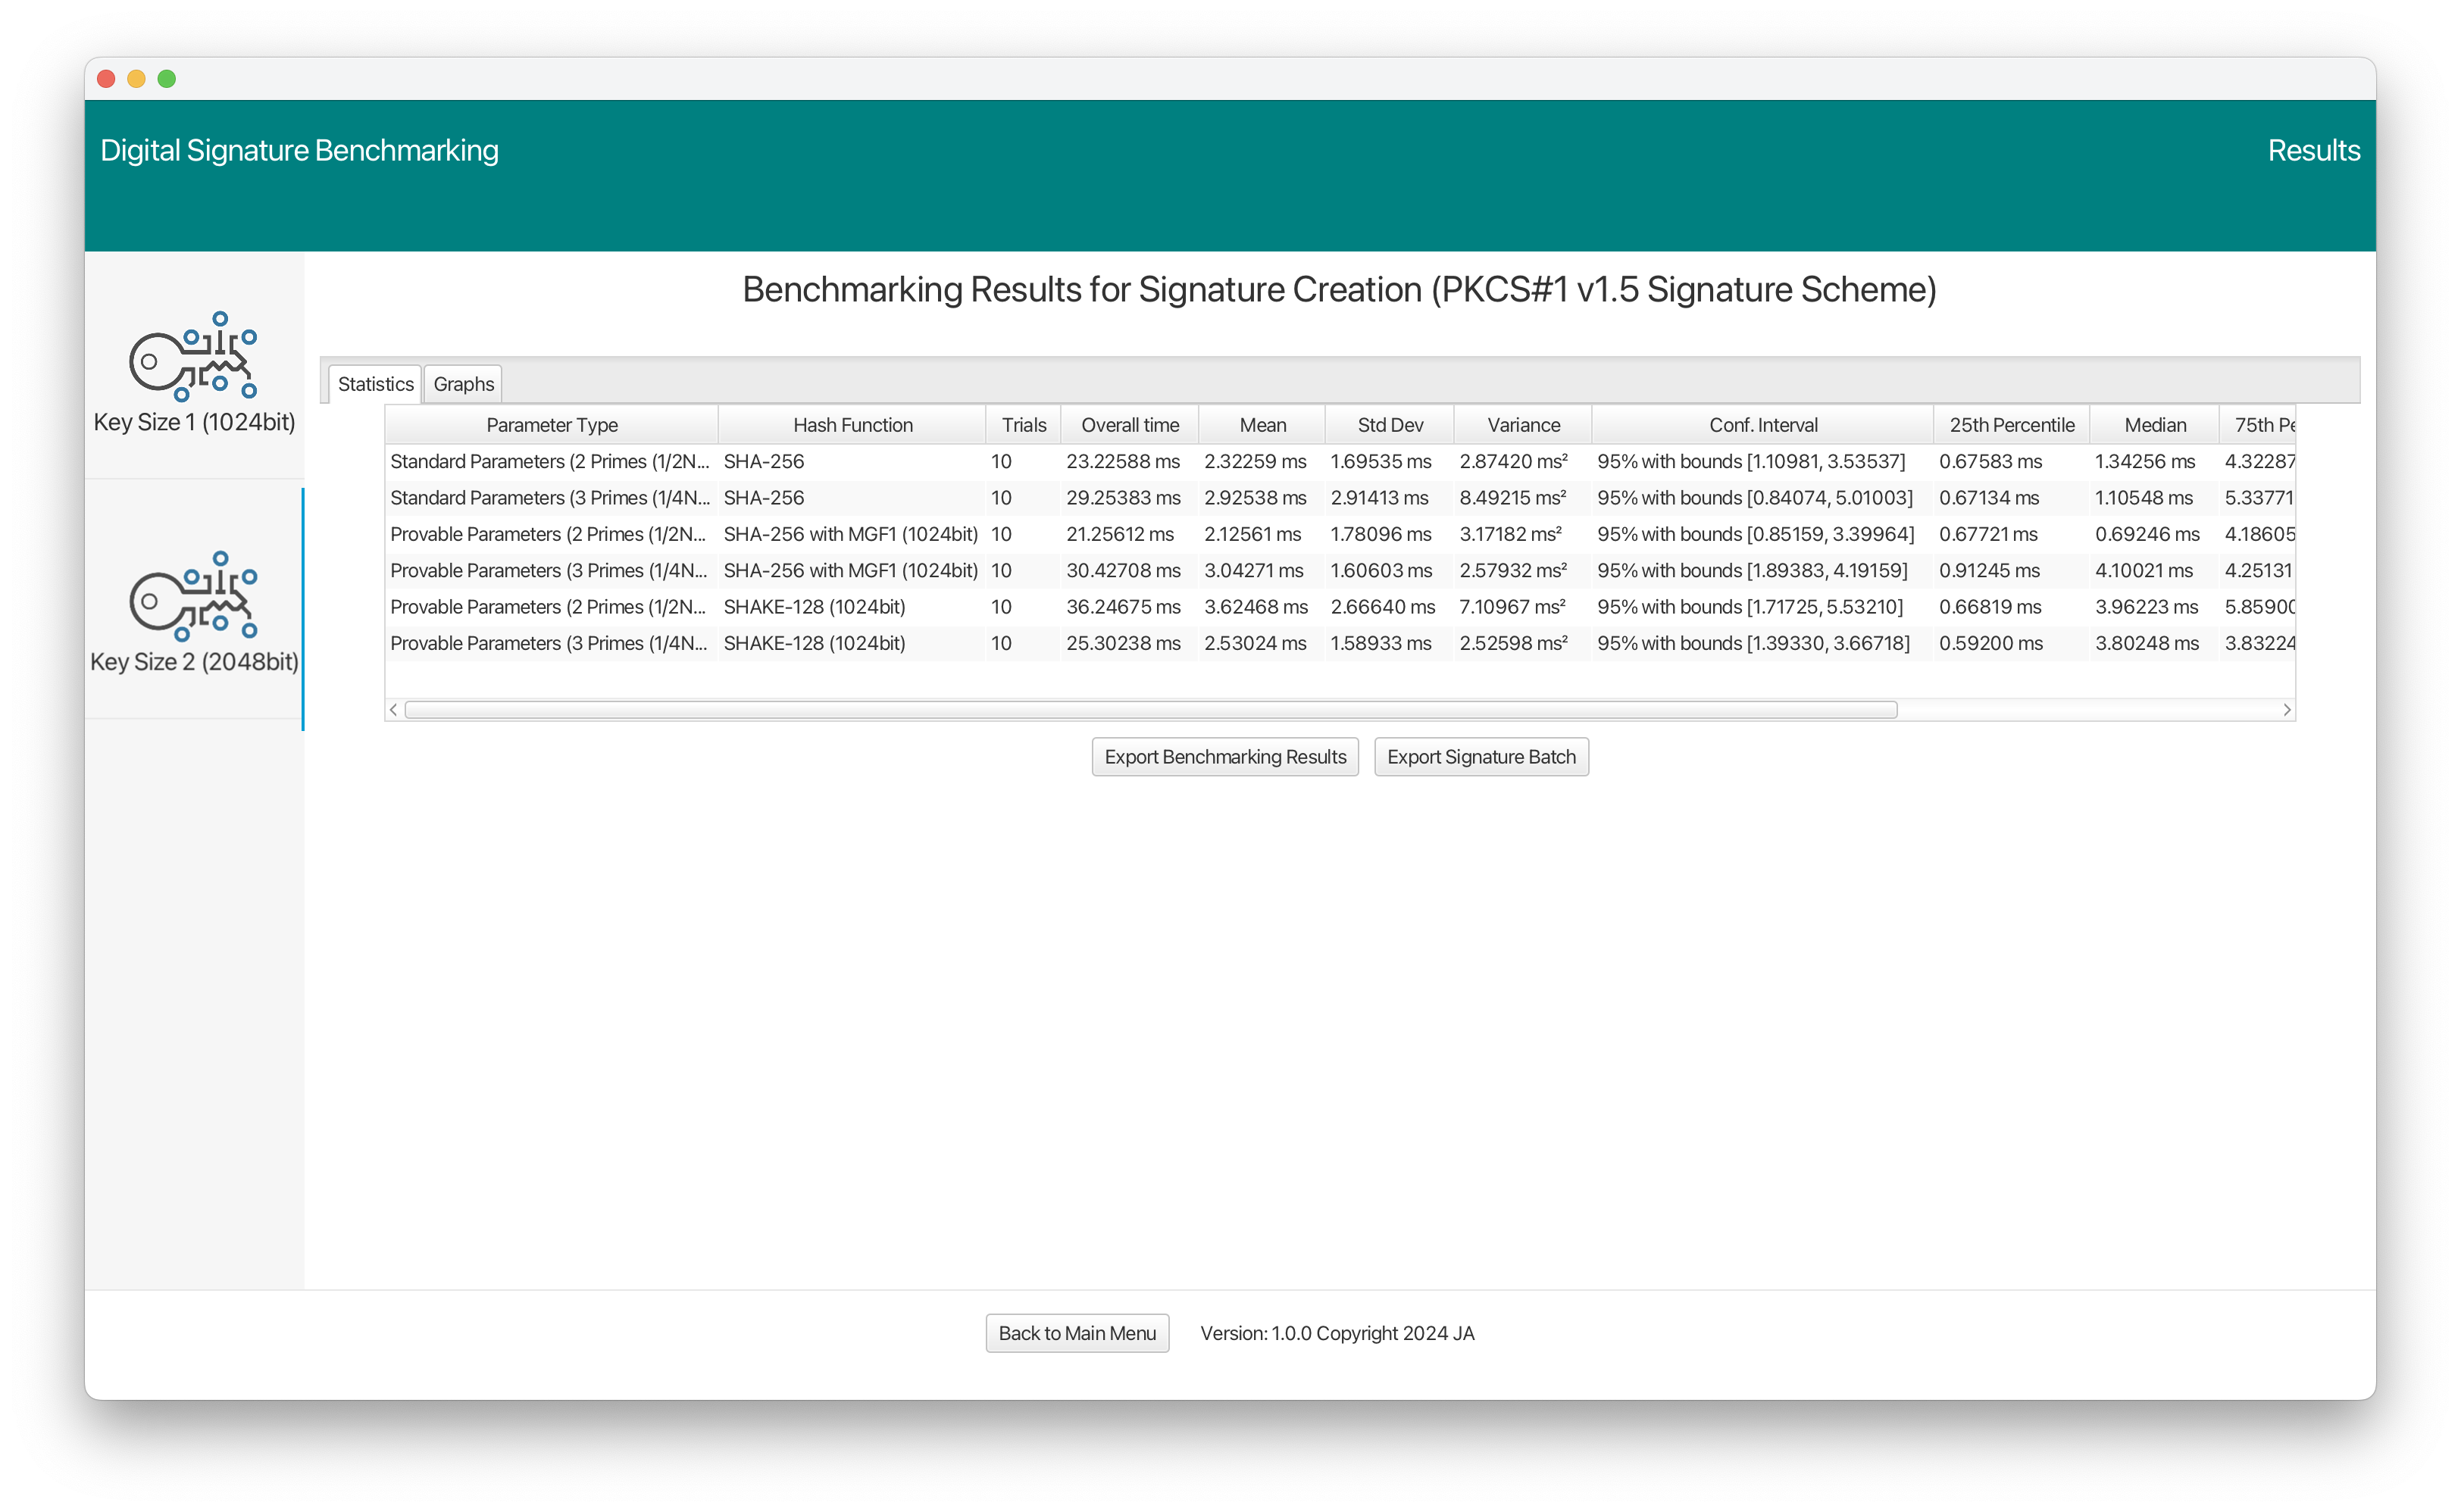 Digital Signature Benchmarking
Results
Key Size 1 (1024bit)
Key Size 2 (2048bit)
Benchmarking Results for Signature Creation (PKCS#1 v1.5 Signature Scheme)
Statistics Graphs
Parameter Type Hash Function Trials Overall time Mean Std Dev Variance Conf. Interval 25th Percentile Median 75th Pe
Standard Parameters (2 Primes (1/2N... SHA-256 10 23.22588 ms 2.32259 ms 1.69535 ms 2.87420 ms² 95% with bounds [1.10981, 3.53537] 0.67583 ms 1.34256 ms 4.32287
Standard Parameters (3 Primes (1/4N... SHA-256 10 29.25383 ms 2.92538 ms 2.91413 ms 8.49215 ms² 95% with bounds [0.84074, 5.01003] 0.67134 ms 1.10548 ms 5.33771
Provable Parameters (2 Primes (1/2N... SHA-256 with MGF1 (1024bit) 10 21.25612 ms 2.12561 ms 1.78096 ms 3.17182 ms² 95% with bounds [0.85159, 3.39964] 0.67721 ms 0.69246 ms 4.18605
Provable Parameters (3 Primes (1/4N... SHA-256 with MGF1 (1024bit) 10 30.42708 ms 3.04271 ms 1.60603 ms 2.57932 ms² 95% with bounds [1.89383, 4.19159] 0.91245 ms 4.10021 ms 4.25131
Provable Parameters (2 Primes (1/2N... SHAKE-128 (1024bit) 10 36.24675 ms 3.62468 ms 2.66640 ms 7.10967 ms² 95% with bounds [1.71725, 5.53210] 0.66819 ms 3.96223 ms 5.85900
Provable Parameters (3 Primes (1/4N... SHAKE-128 (1024bit) 10 25.30238 ms 2.53024 ms 1.58933 ms 2.52598 ms² 95% with bounds [1.39330, 3.66718] 0.59200 ms 3.80248 ms 3.83224
Export Benchmarking Results Export Signature Batch
Back to Main Menu Version: 1.0.0 Copyright 2024 JA